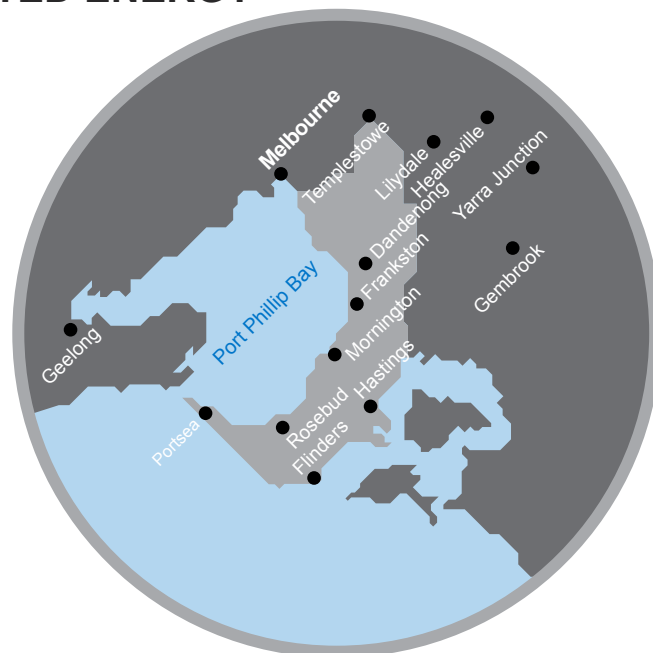 Melbourne
Templestowe
Lilydale
Healesville
Yarra Junction
Dandenong
Frankston
Gembrook
Port Phillip Bay
Mornington
Geelong
Hastings
Rosebud
Portsea
Flinders